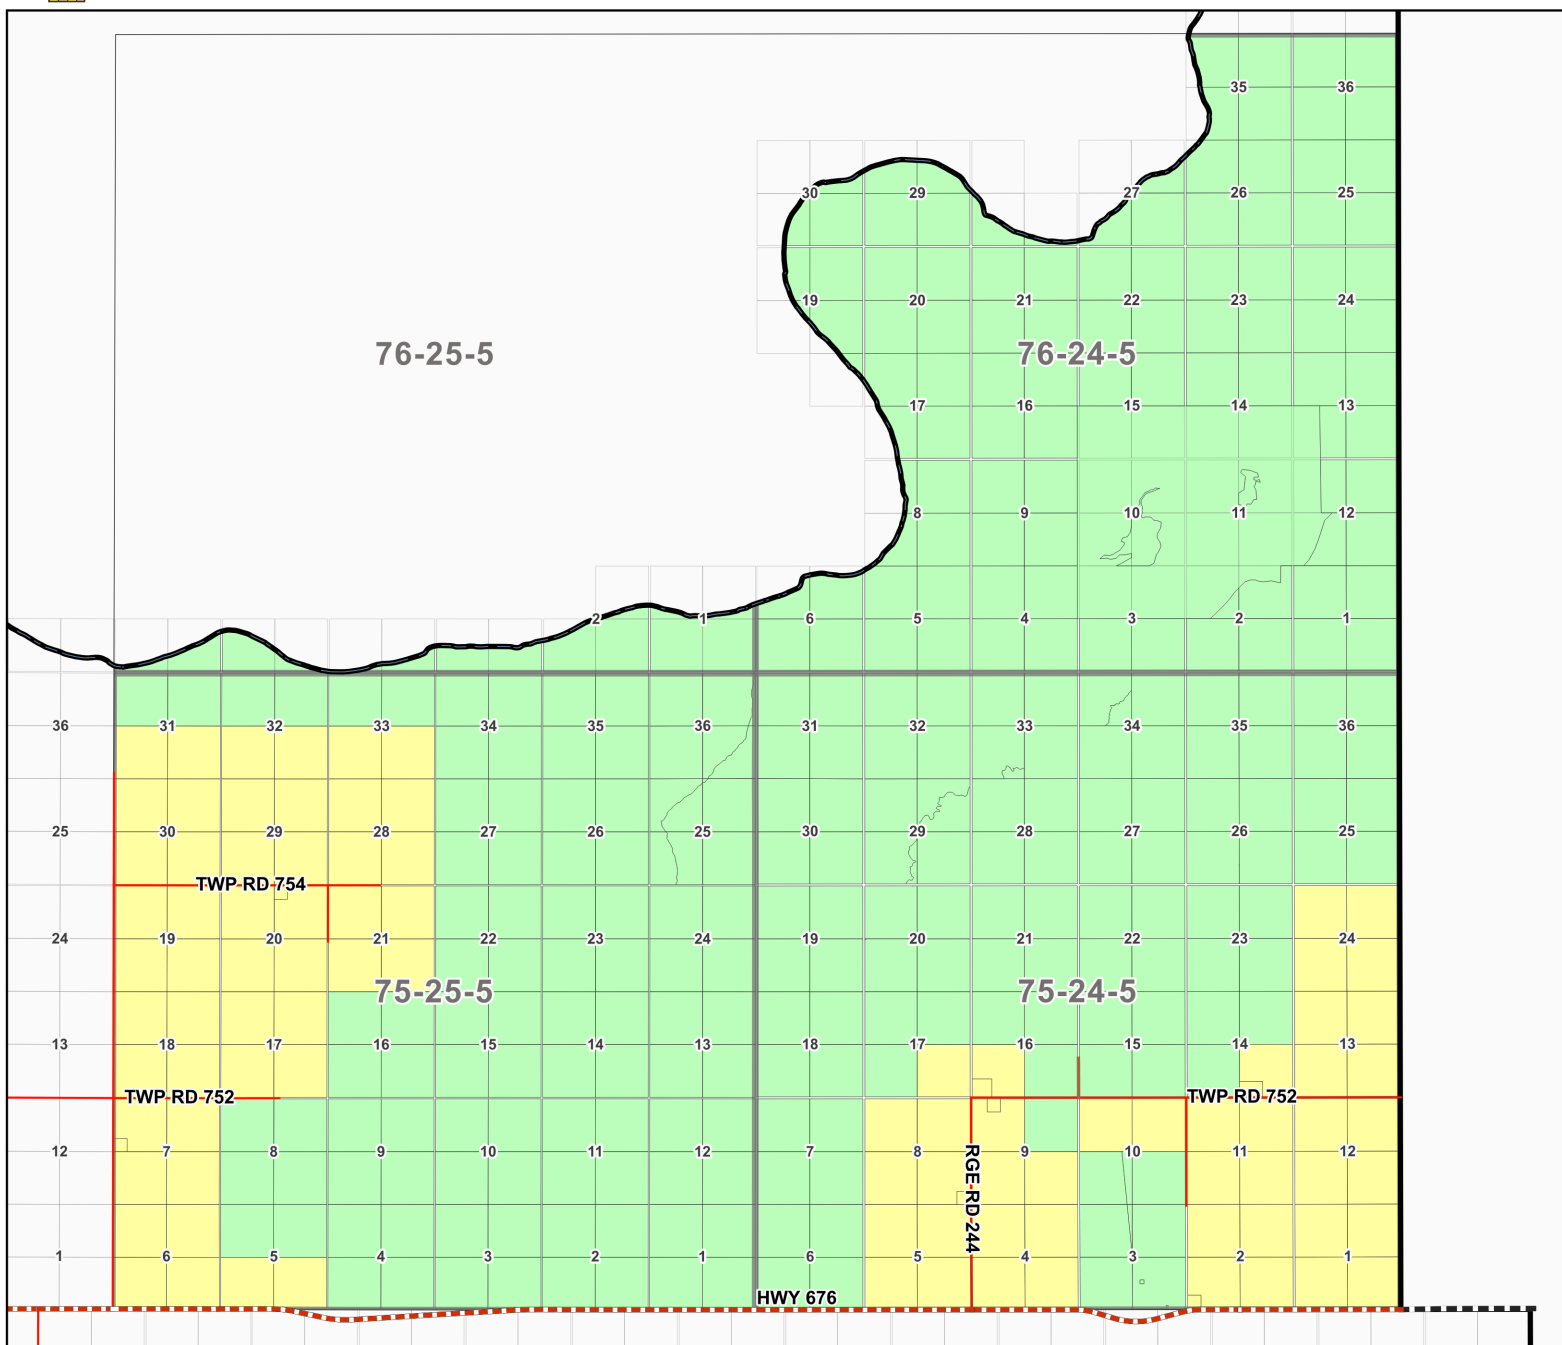 35 36
30 29 27 26 25
19 20 21 22 23 24
76-25-5 76-24-5
17 16 15 14 13
8 9 10 11 12
2 1 6 5 4 3 2 1
36 31 32 33 34 35 36 31 32 33 34 35 36
25 30 29 28 27 26 25 30 29 28 27 26 25
TWP RD 754
24 19 20 21 22 23 24 19 20 21 22 23 24
75-25-5 75-24-5
13 18 17 16 15 14 13 18 17 16 15 14 13
TWP RD 752 TWP RD 752
12 7 8 9 10 11 12 7 8 9 10 11 12
RGE RD 244
1 6 5 4 3 2 1 6 5 4 3 2 1
HWY 676